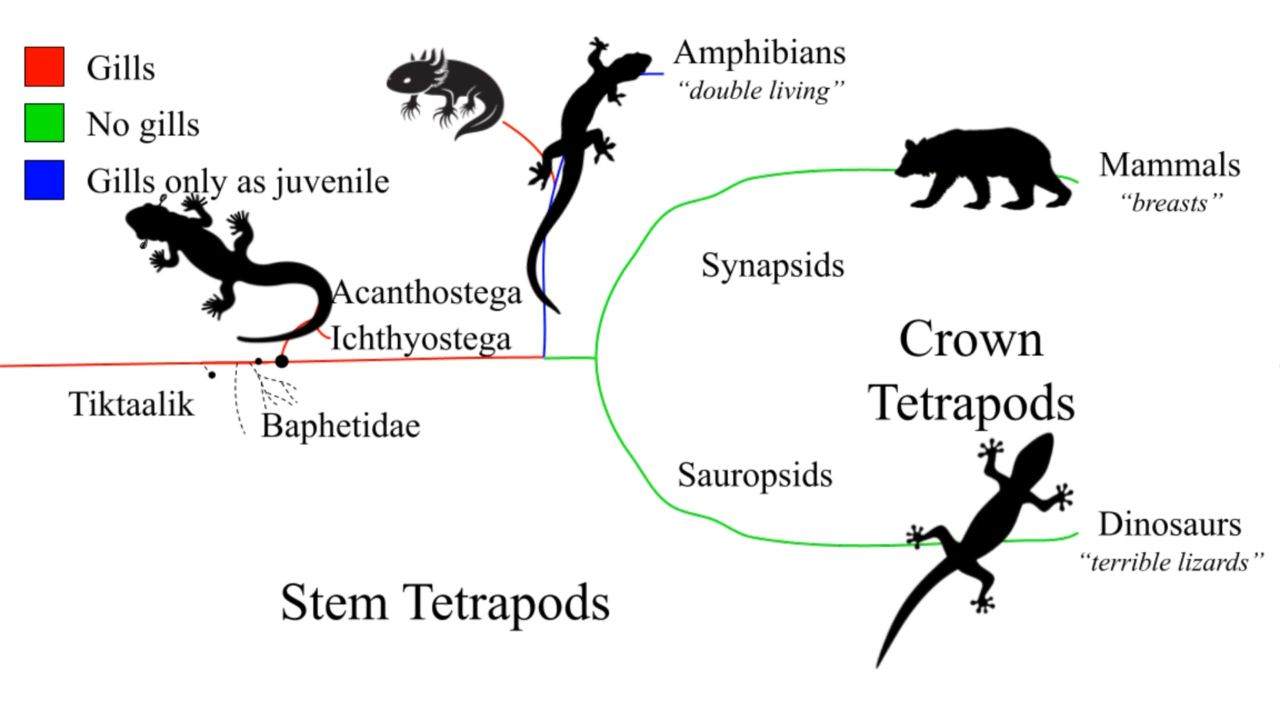 Gills
No gills
Gills only as juvenile
Amphibians
“double living”
Mammals
“breasts”
Synapsids
Acanthostega
Ichthyostega
Crown
Tetrapods
Tiktaalik
Baphetidae
Sauropsids
Dinosaurs
“terrible lizards”
Stem Tetrapods